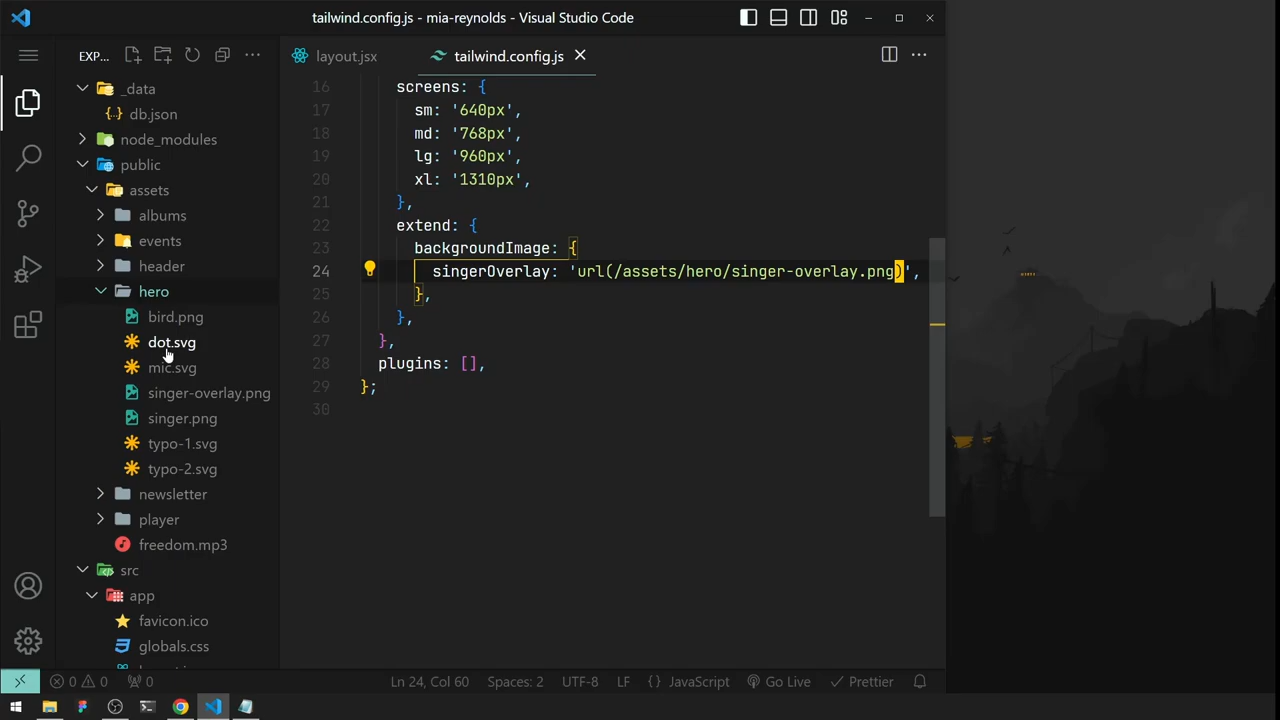 tailwind.config.js - mia-reynolds - Visual Studio Code
EXP...
layout.jsx
tailwind.config.js
_data
db.json
node_modules
public
assets
albums
events
header
hero
bird.png
dot.svg
mic.svg
singer-overlay.png
singer.png
typo-1.svg
typo-2.svg
newsletter
player
freedom.mp3
src
app
favicon.ico
globals.css
16 screens: {
17 sm: '640px',
18 md: '768px',
19 lg: '960px',
20 xl: '1310px',
21 },
22 extend: {
23 backgroundImage: {
24 singerOverlay: 'url(/assets/hero/singer-overlay.png)',
25 },
26 },
27 },
28 plugins: [],
29 };
30
0 0 0 Ln 24, Col 60 Spaces: 2 UTF-8 LF {} JavaScript Go Live Prettier